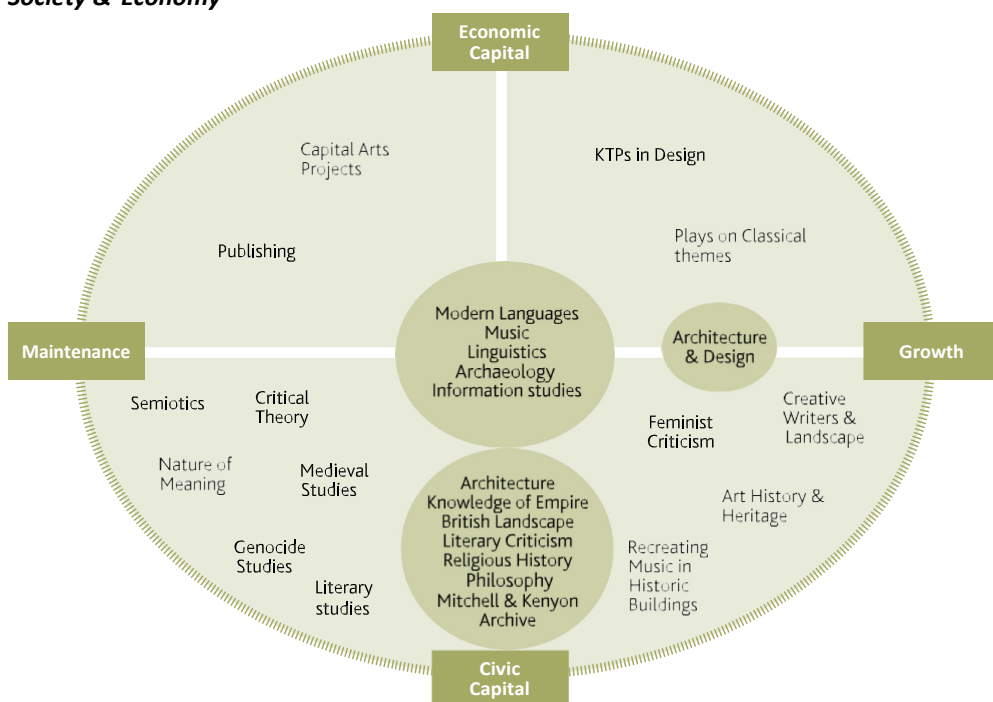 Society & Economy
Economic
Capital
Capital Arts
Projects
KTPs in Design
Publishing
Plays on Classical
themes
Modern Languages
Music
Linguistics
Archaeology
Information studies
Architecture
& Design
Maintenance
Growth
Semiotics
Critical
Theory
Feminist
Criticism
Creative
Writers &
Landscape
Nature of
Meaning
Medieval
Studies
Architecture
Knowledge of Empire
British Landscape
Literary Criticism
Religious History
Philosophy
Mitchell & Kenyon
Archive
Art History &
Heritage
Genocide
Studies
Literary
studies
Recreating
Music in
Historic
Buildings
Civic
Capital